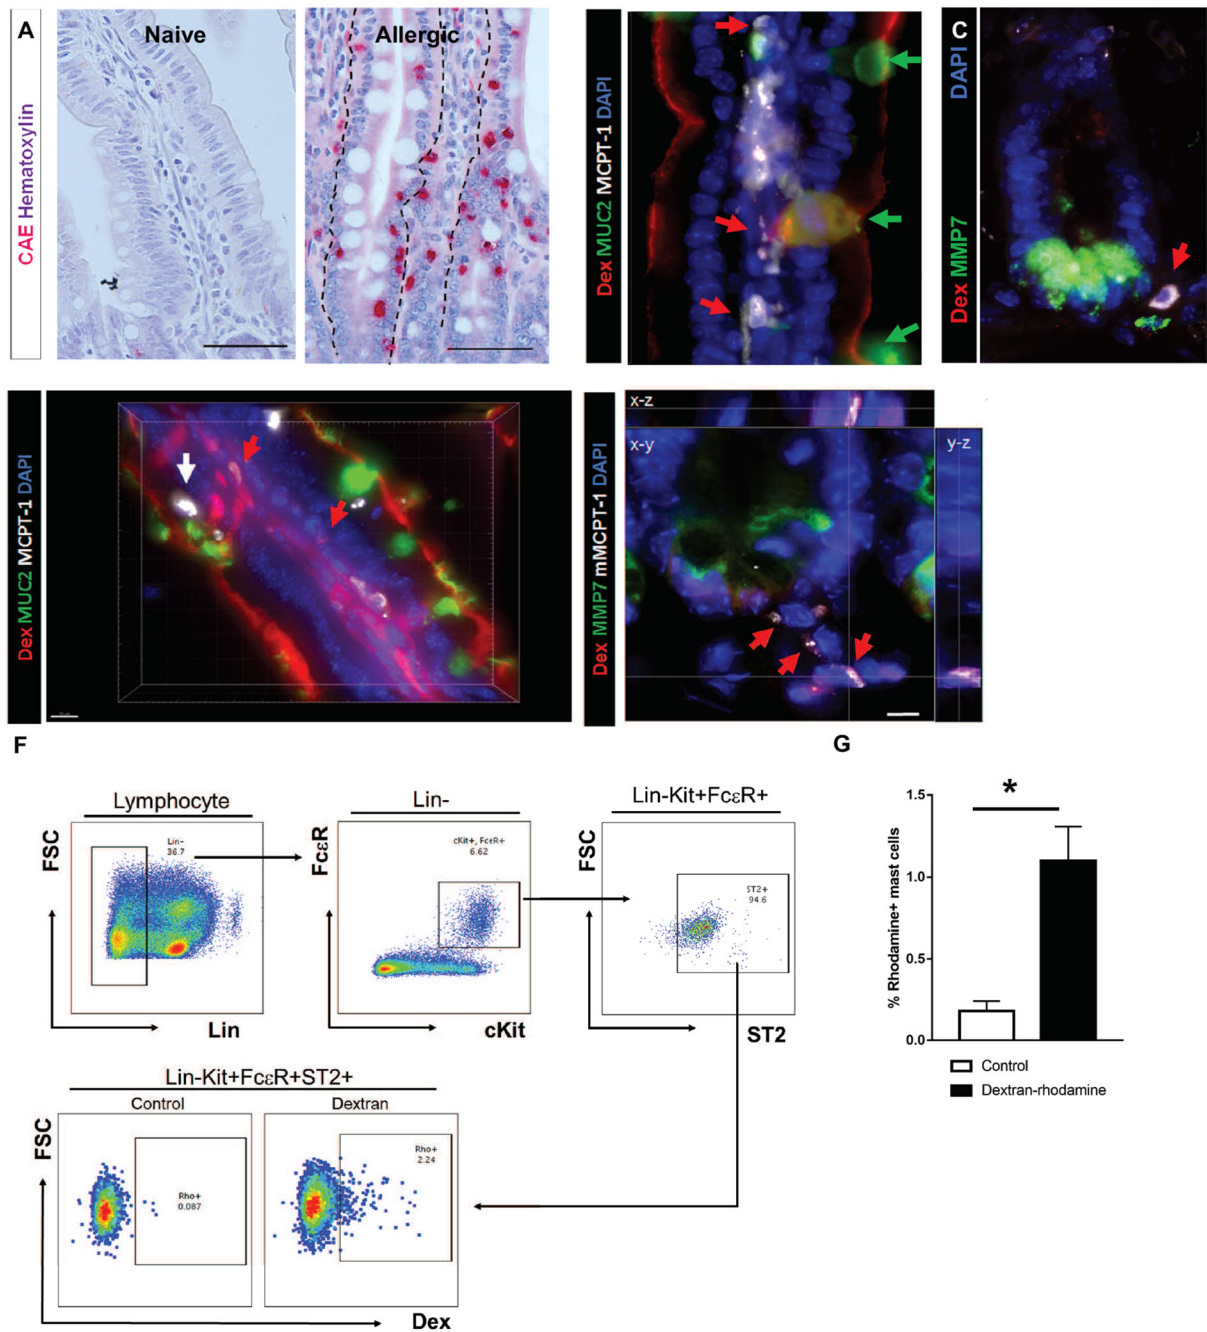 A
Naive
Allergic
CAE Hematoxylin
Dex MUC2 MCPT-1 DAPI
C
Dex MMP7 DAPI
Dex MUC2 MCPT-1 DAPI
Dex MMP7 mMCPT-1 DAPI
x-z
x-y
y-z
F
Lymphocyte
FSC
Lin-
36.7
Lin
Lin-
FcεR
cKit+, FcεR+
6.62
cKit
Lin-Kit+FcεR+
FSC
ST2+
94.6
ST2
Lin-Kit+FcεR+ST2+
Control
Dextran
FSC
Rho+
0.087
Rho+
2.24
Dex
G
% Rhodamine+ mast cells
1.5
1.0
0.5
0.0
*
Control
Dextran-rhodamine